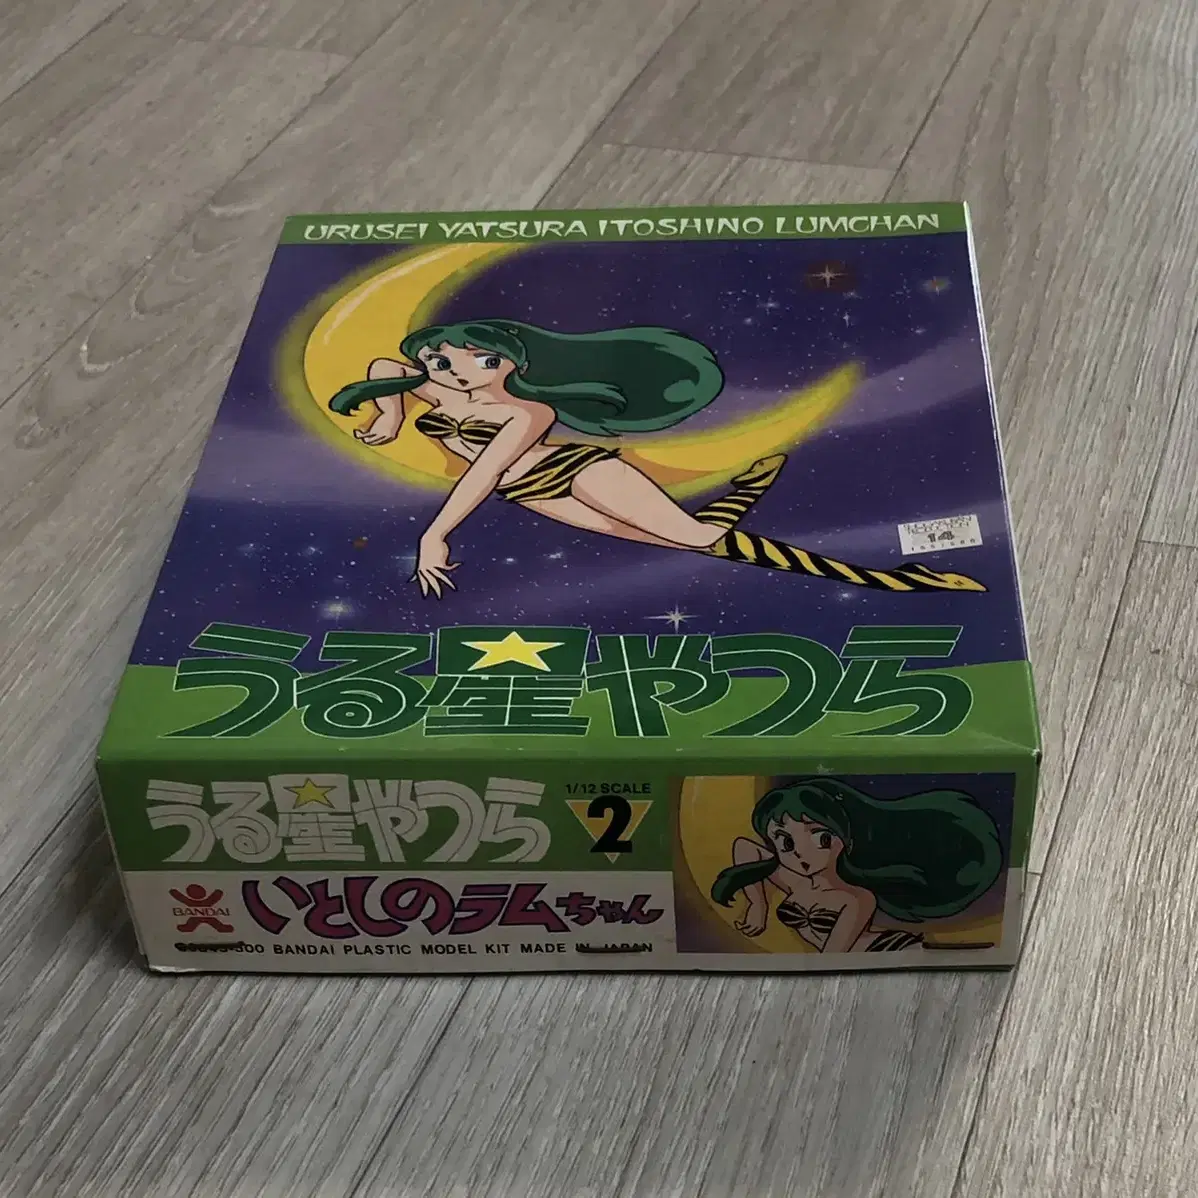 URUSEI YATSURA ITOSHINO LUMCHAN
14
うる星やつら
うる星やつら
1/12 SCALE
2
BANDAI
いとしのラムちゃん
BANDAI PLASTIC MODEL KIT MADE IN JAPAN